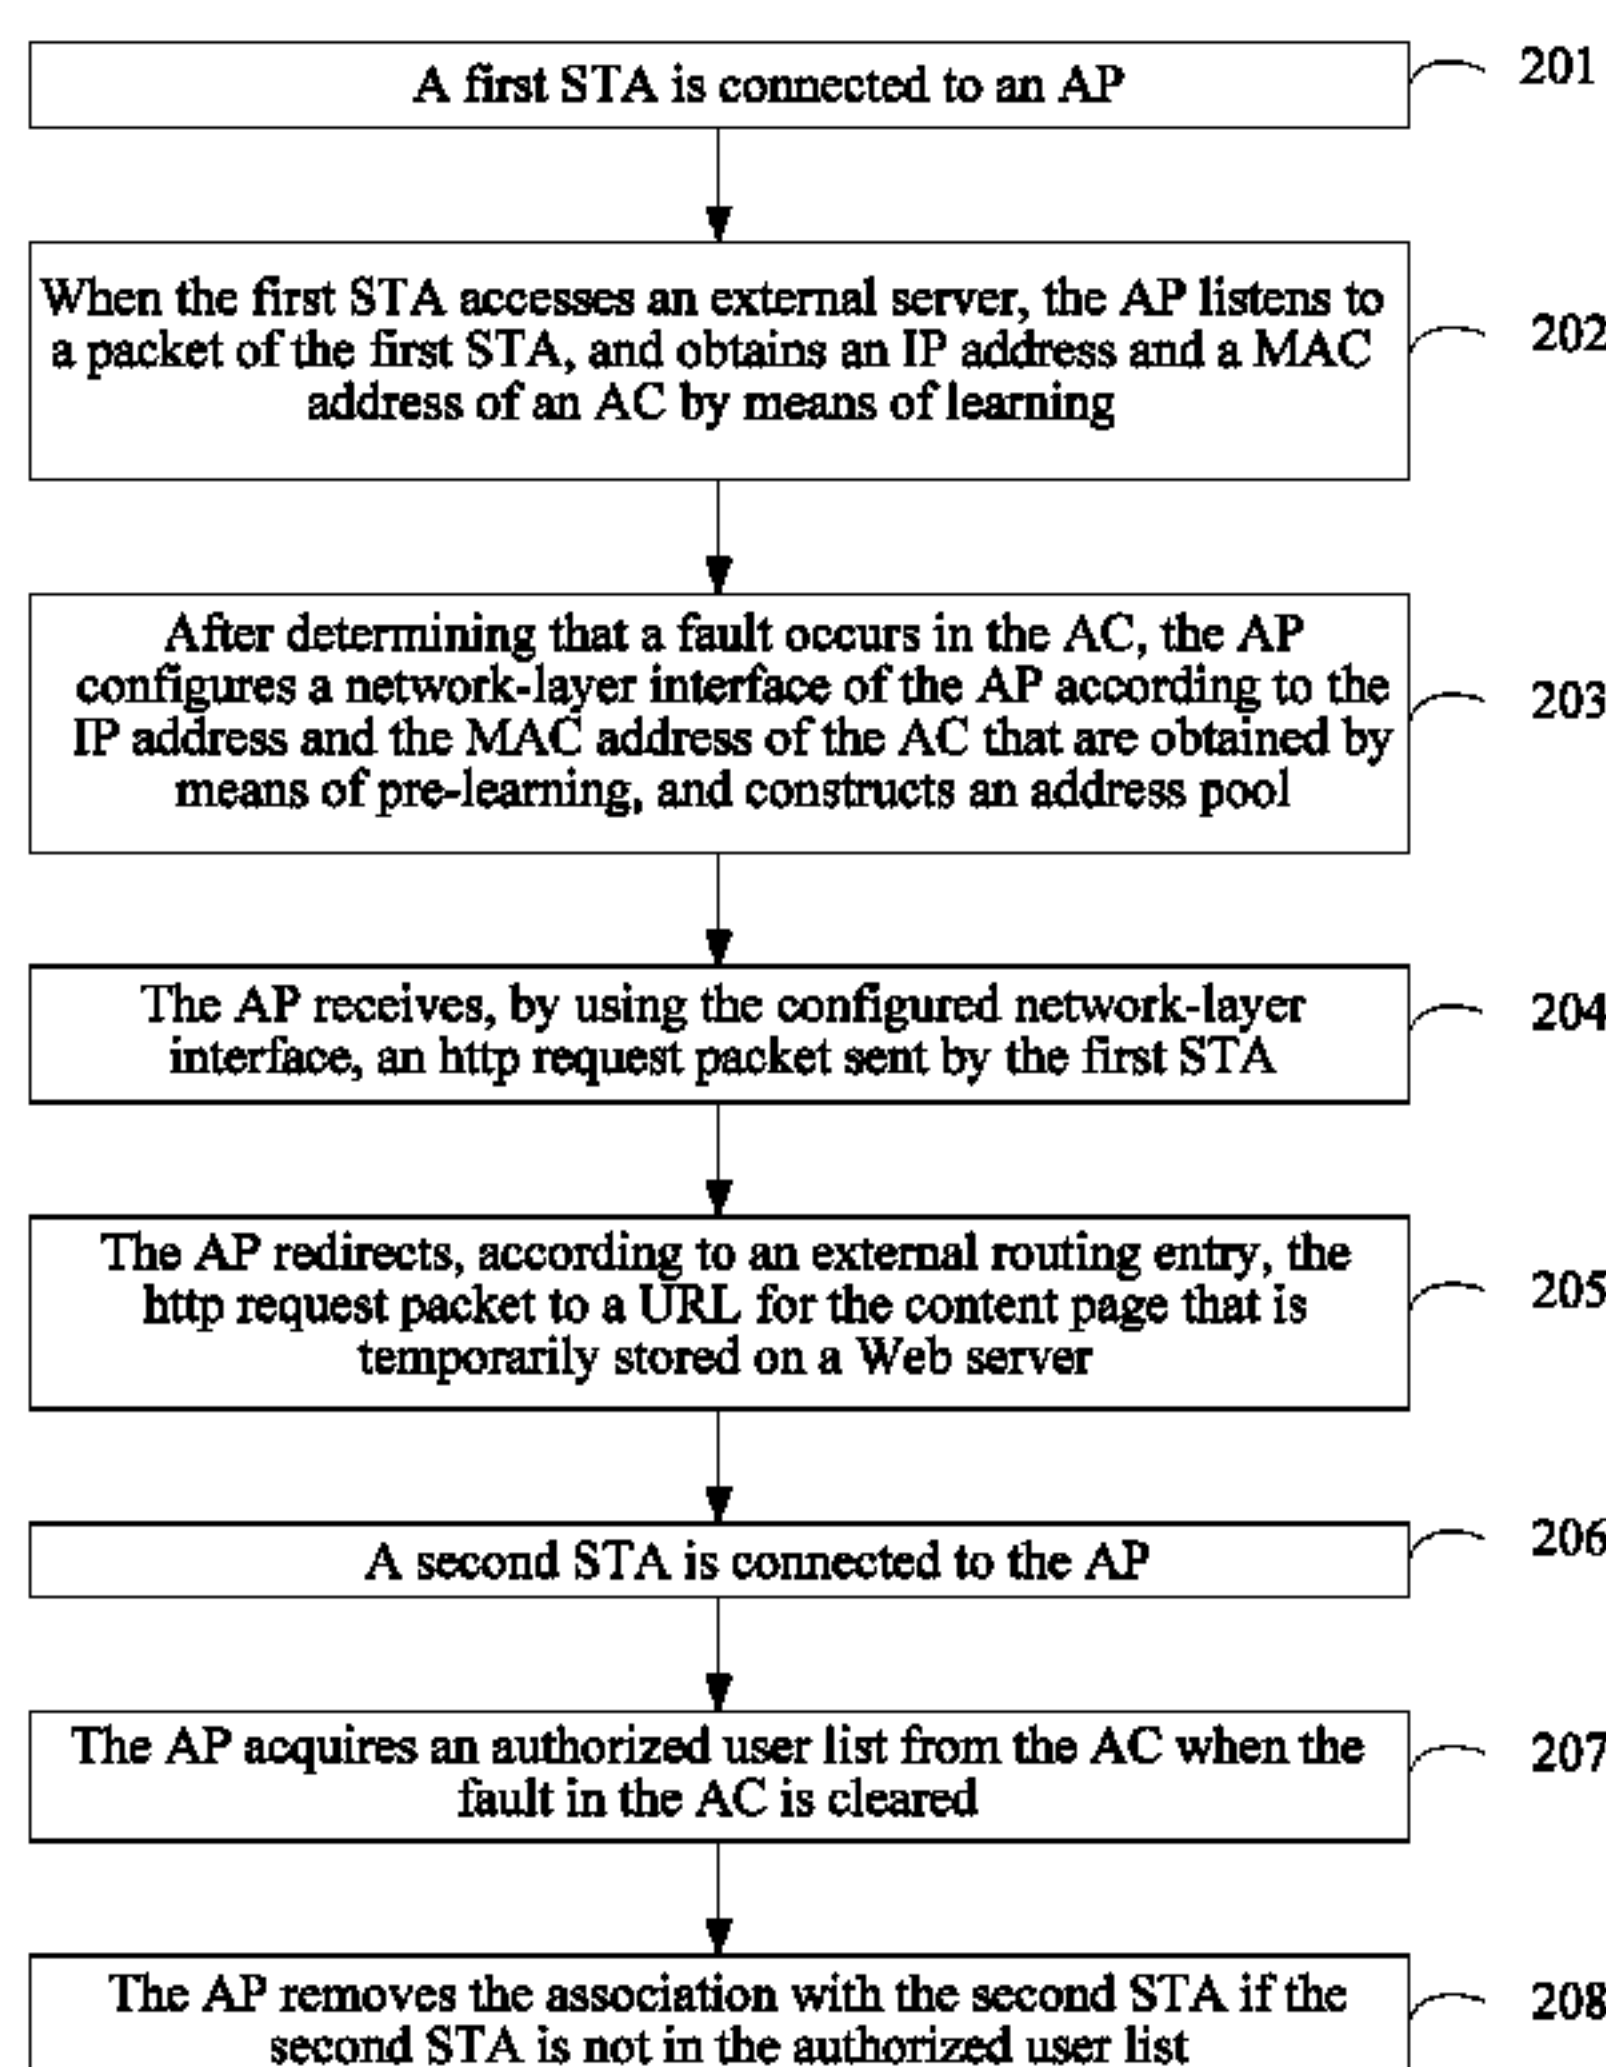 A first STA is connected to an AP
201
When the first STA accesses an external server, the AP listens to
a packet of the first STA, and obtains an IP address and a MAC
address of an AC by means of learning
202
After determining that a fault occurs in the AC, the AP
configures a network-layer interface of the AP according to the
IP address and the MAC address of the AC that are obtained by
means of pre-learning, and constructs an address pool
203
The AP receives, by using the configured network-layer
interface, an http request packet sent by the first STA
204
The AP redirects, according to an external routing entry, the
http request packet to a URL for the content page that is
temporarily stored on a Web server
205
A second STA is connected to the AP
206
The AP acquires an authorized user list from the AC when the
fault in the AC is cleared
207
The AP removes the association with the second STA if the
second STA is not in the authorized user list
208